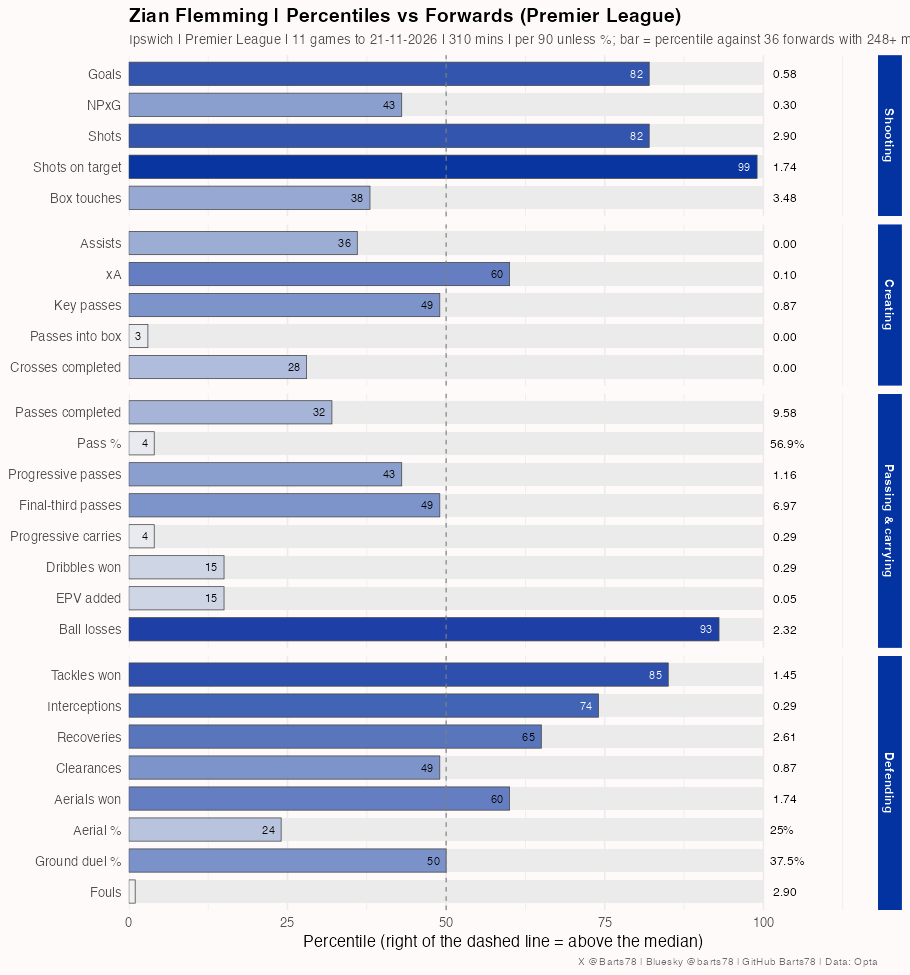 Zian Flemming | Percentiles vs Forwards (Premier League)
Ipswich | Premier League | 11 games to 21-11-2026 | 310 mins | per 90 unless %; bar = percentile against 36 forwards with 248+ m
Goals 82 0.58
NPxG 43 0.30
Shots 82 2.90
Shots on target 99 1.74
Box touches 38 3.48
Shooting
Assists 36 0.00
xA 60 0.10
Key passes 49 0.87
Passes into box 3 0.00
Crosses completed 28 0.00
Creating
Passes completed 32 9.58
Pass % 4 56.9%
Progressive passes 43 1.16
Final-third passes 49 6.97
Progressive carries 4 0.29
Dribbles won 15 0.29
EPV added 15 0.05
Ball losses 93 2.32
Passing & carrying
Tackles won 85 1.45
Interceptions 74 0.29
Recoveries 65 2.61
Clearances 49 0.87
Aerials won 60 1.74
Aerial % 24 25%
Ground duel % 50 37.5%
Fouls 2.90
Defending
0 25 50 75 100
Percentile (right of the dashed line = above the median)
X @Barts78 | Bluesky @barts78 | GitHub Barts78 | Data: Opta